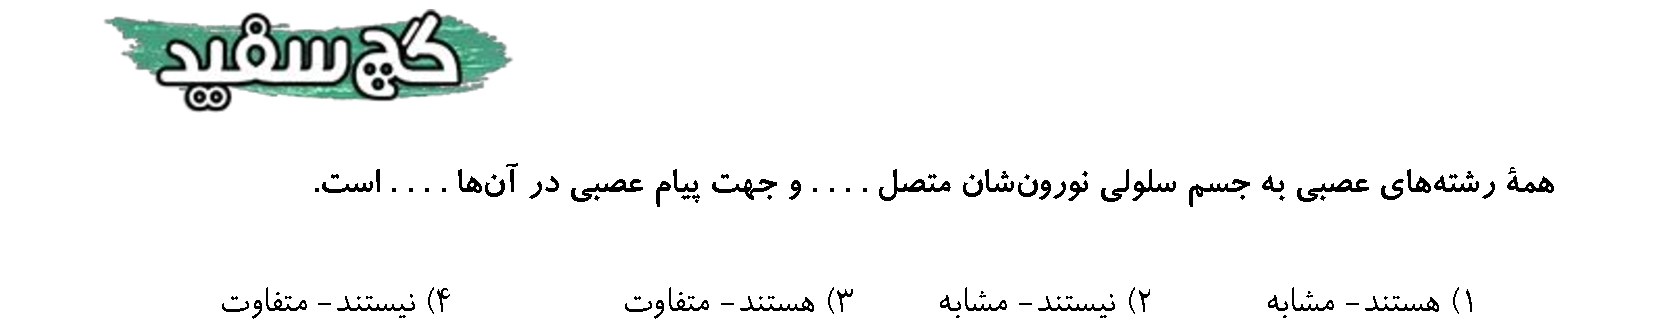 گچ سفید
همهٔ رشته‌های عصبی به جسم سلولی نورون‌شان متصل . . . . و جهت پیام عصبی در آن‌ها . . . . است.
۱) هستند - مشابه ۲) نیستند - مشابه ۳) هستند - متفاوت ۴) نیستند - متفاوت